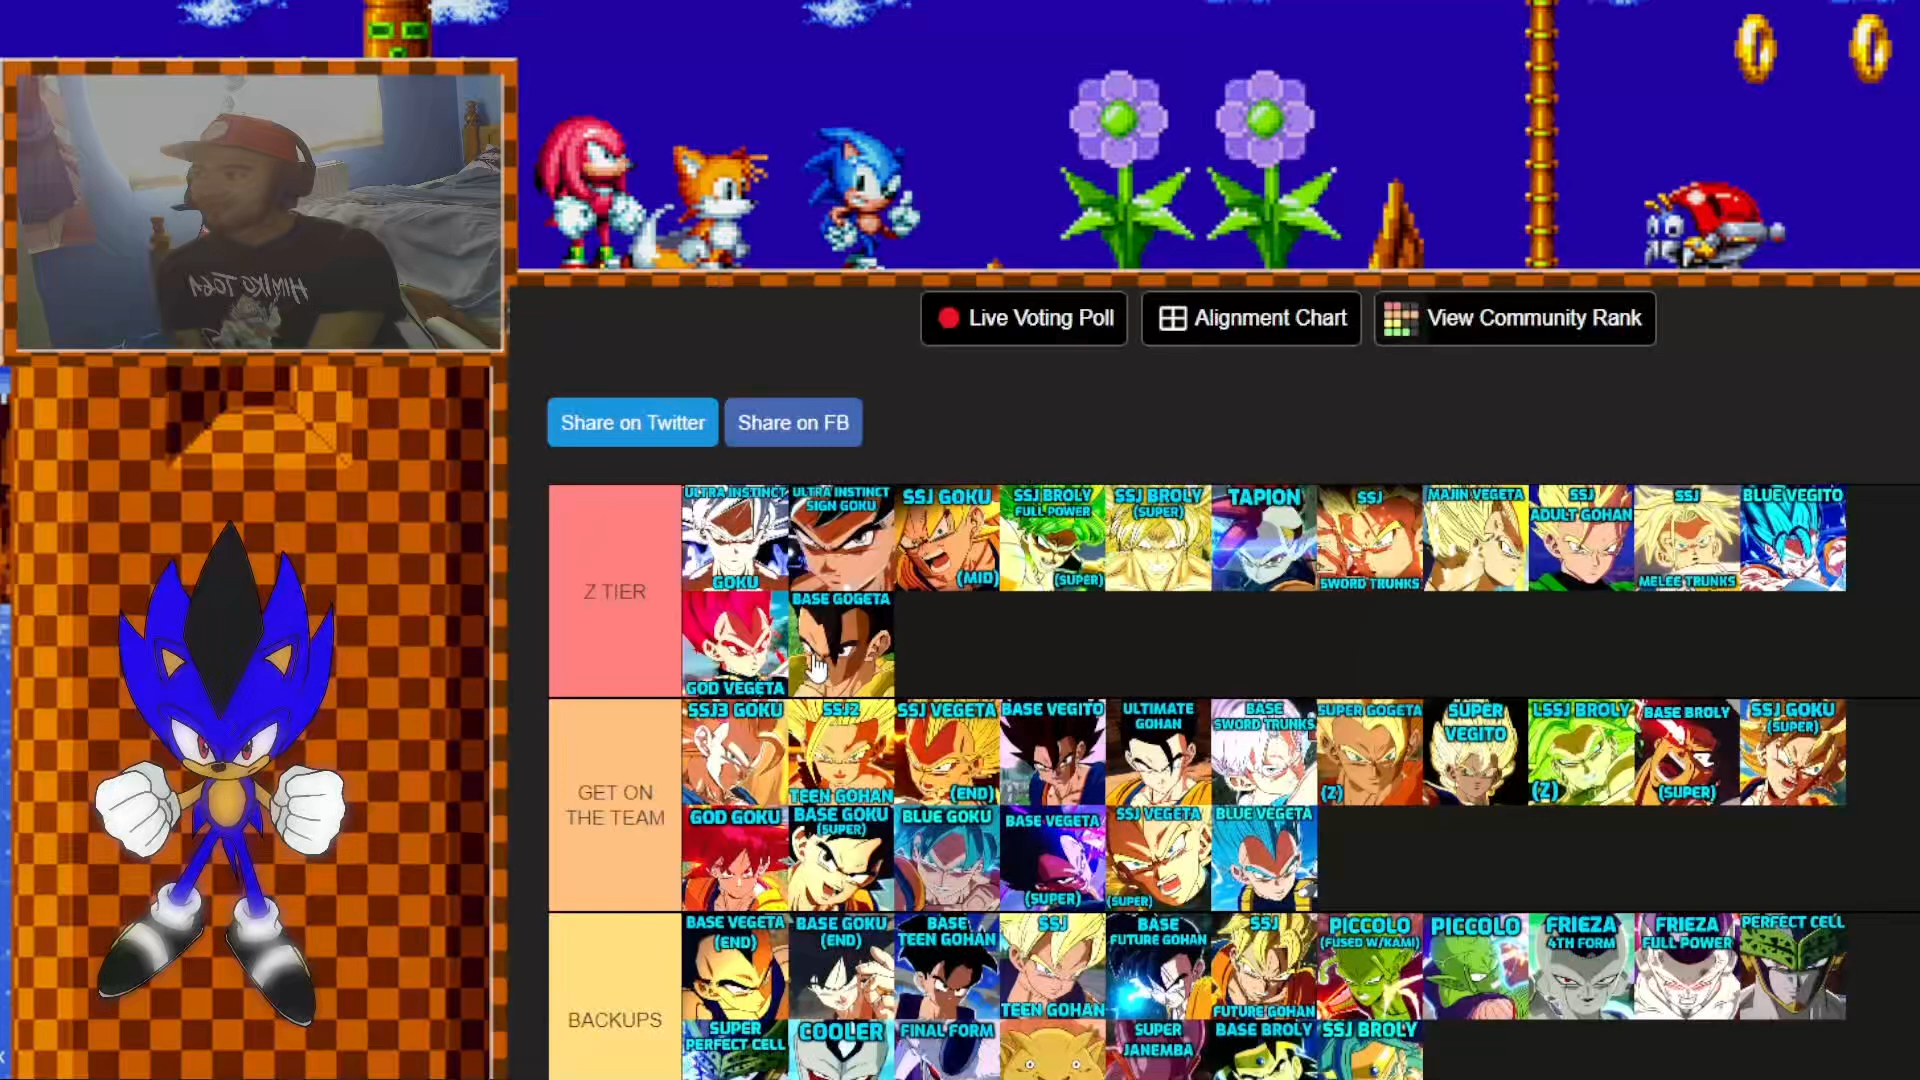 HIMIKO TOGA
Live Voting Poll
Alignment Chart
View Community Rank
Share on Twitter
Share on FB
Z TIER
ULTRA INSTINCT
GOKU
ULTRA INSTINCT
SIGN GOKU
SSJ GOKU
(MID)
SSJ BROLY
FULL POWER
(SUPER)
SSJ BROLY
(SUPER)
TAPION
SSJ
SWORD TRUNKS
MAJIN VEGETA
SSJ
ADULT GOHAN
SSJ
MELEE TRUNKS
BLUE VEGITO
GOD VEGETA
BASE GOGETA
GET ON
THE TEAM
SSJ3 GOKU
SSJ2
TEEN GOHAN
SSJ VEGETA
(END)
BASE VEGITO
ULTIMATE
GOHAN
BASE
SWORD TRUNKS
SUPER GOGETA
(Z)
SUPER
VEGITO
LSSJ BROLY
(Z)
BASE BROLY
(SUPER)
SSJ GOKU
(SUPER)
GOD GOKU
BASE GOKU
(SUPER)
BLUE GOKU
BASE VEGETA
(SUPER)
SSJ VEGETA
(SUPER)
BLUE VEGETA
BACKUPS
BASE VEGETA
(END)
BASE GOKU
(END)
BASE
TEEN GOHAN
SSJ
TEEN GOHAN
BASE
FUTURE GOHAN
SSJ
FUTURE GOHAN
PICCOLO
(FUSED W/KAMI)
PICCOLO
FRIEZA
4TH FORM
FRIEZA
FULL POWER
PERFECT CELL
SUPER
PERFECT CELL
COOLER
FINAL FORM
SUPER
JANEMBA
BASE BROLY
SSJ BROLY